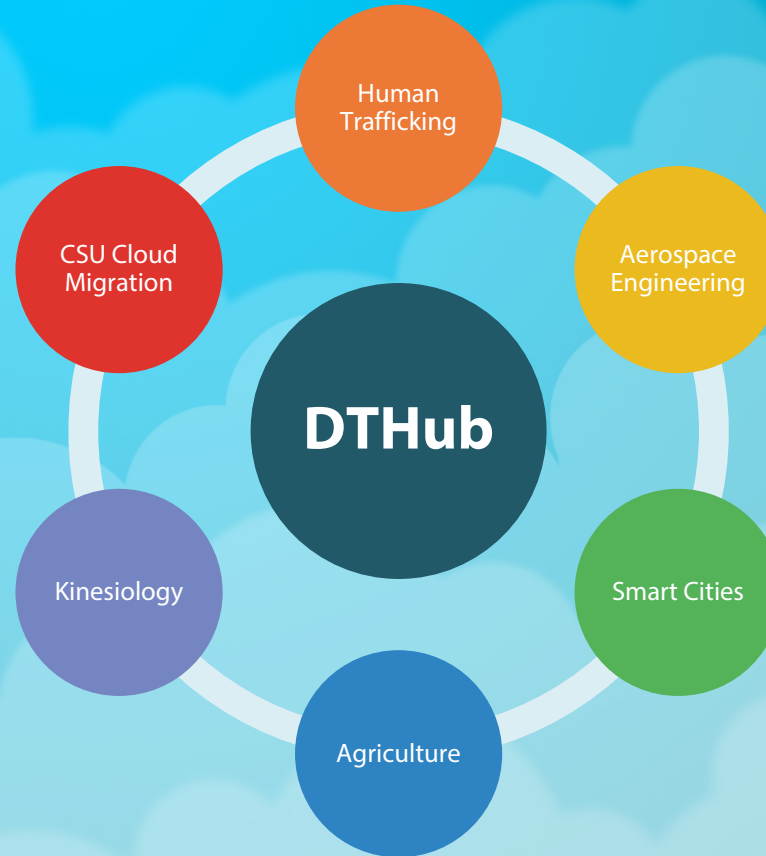 Human
Trafficking
CSU Cloud
Migration
Aerospace
Engineering
DTHub
Kinesiology
Smart Cities
Agriculture